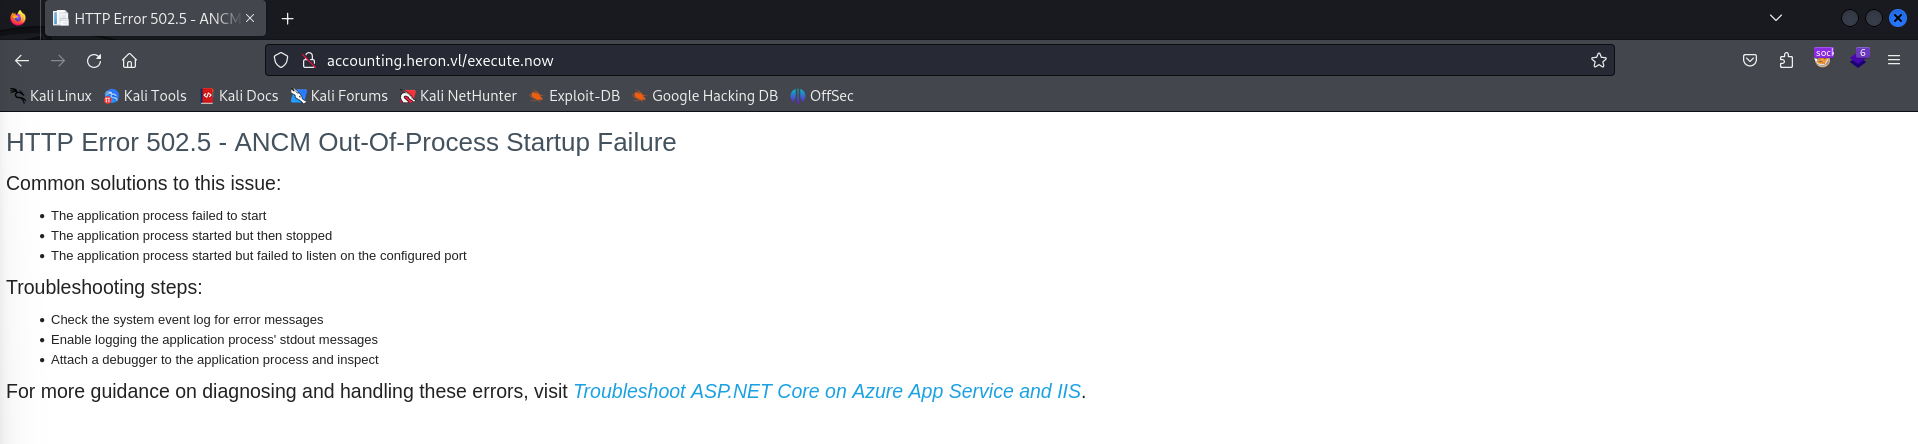 HTTP Error 502.5 - ANCM
accounting.heron.vl/execute.now
sock
6
Kali Linux Kali Tools Kali Docs Kali Forums Kali NetHunter Exploit-DB Google Hacking DB OffSec
HTTP Error 502.5 - ANCM Out-Of-Process Startup Failure
Common solutions to this issue:
The application process failed to start
The application process started but then stopped
The application process started but failed to listen on the configured port
Troubleshooting steps:
Check the system event log for error messages
Enable logging the application process' stdout messages
Attach a debugger to the application process and inspect
For more guidance on diagnosing and handling these errors, visit Troubleshoot ASP.NET Core on Azure App Service and IIS.